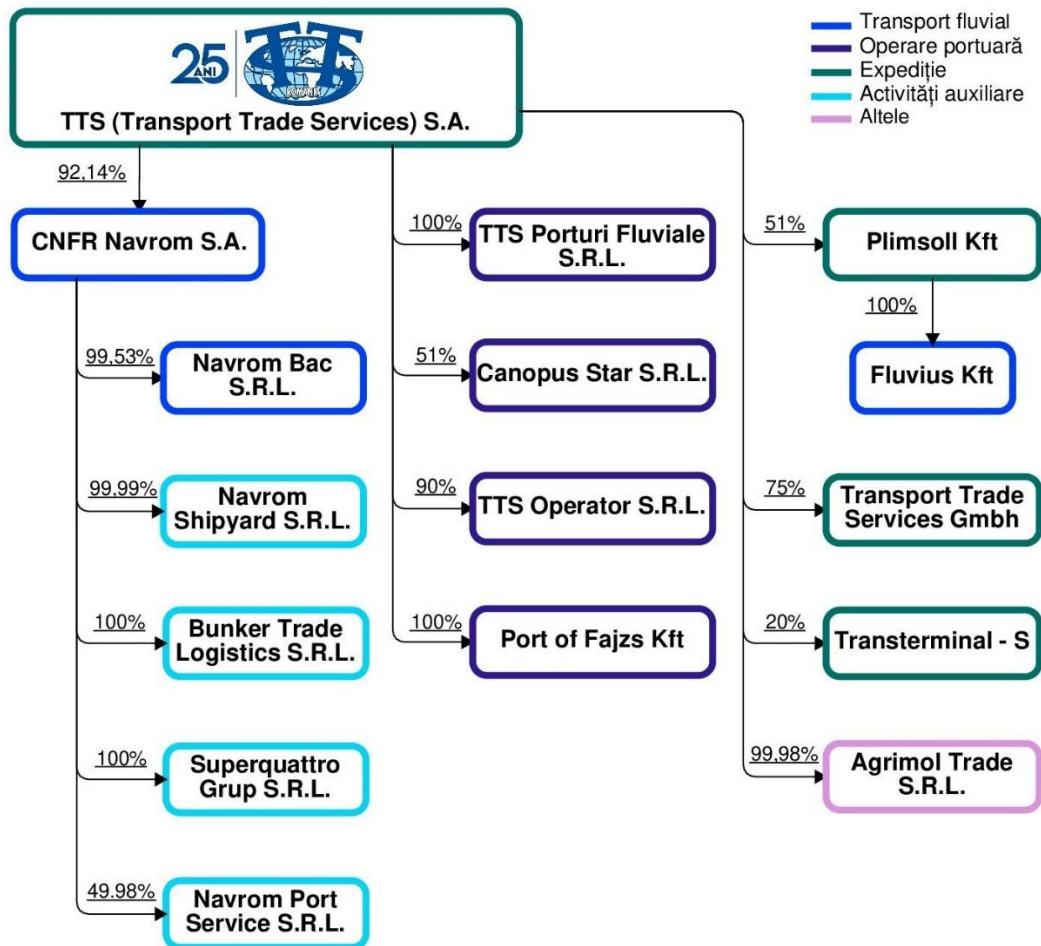 25
ANI
TTS
ROMÂNIA
TTS (Transport Trade Services) S.A.
Transport fluvial
Operare portuară
Expediție
Activități auxiliare
Altele
92,14%
CNFR Navrom S.A.
99,53%
Navrom Bac
S.R.L.
99,99%
Navrom
Shipyard S.R.L.
100%
Bunker Trade
Logistics S.R.L.
100%
Superquattro
Grup S.R.L.
49.98%
Navrom Port
Service S.R.L.
100%
TTS Porturi Fluviale
S.R.L.
51%
Canopus Star S.R.L.
90%
TTS Operator S.R.L.
100%
Port of Fajzs Kft
51%
Plimsoll Kft
100%
Fluvius Kft
75%
Transport Trade
Services Gmbh
20%
Transterminal - S
99,98%
Agrimol Trade
S.R.L.